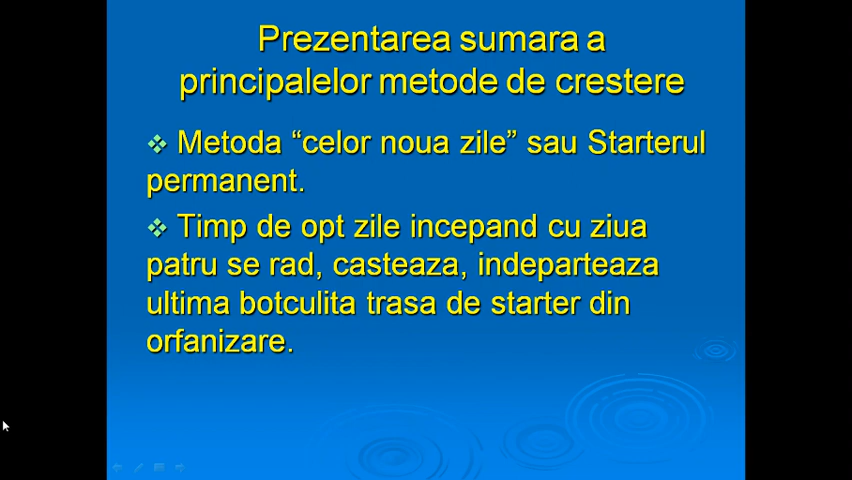 Prezentarea sumara a
principalelor metode de crestere
Metoda “celor noua zile” sau Starterul
permanent.
Timp de opt zile incepand cu ziua
patru se rad, casteaza, indeparteaza
ultima botculita trasa de starter din
orfanizare.